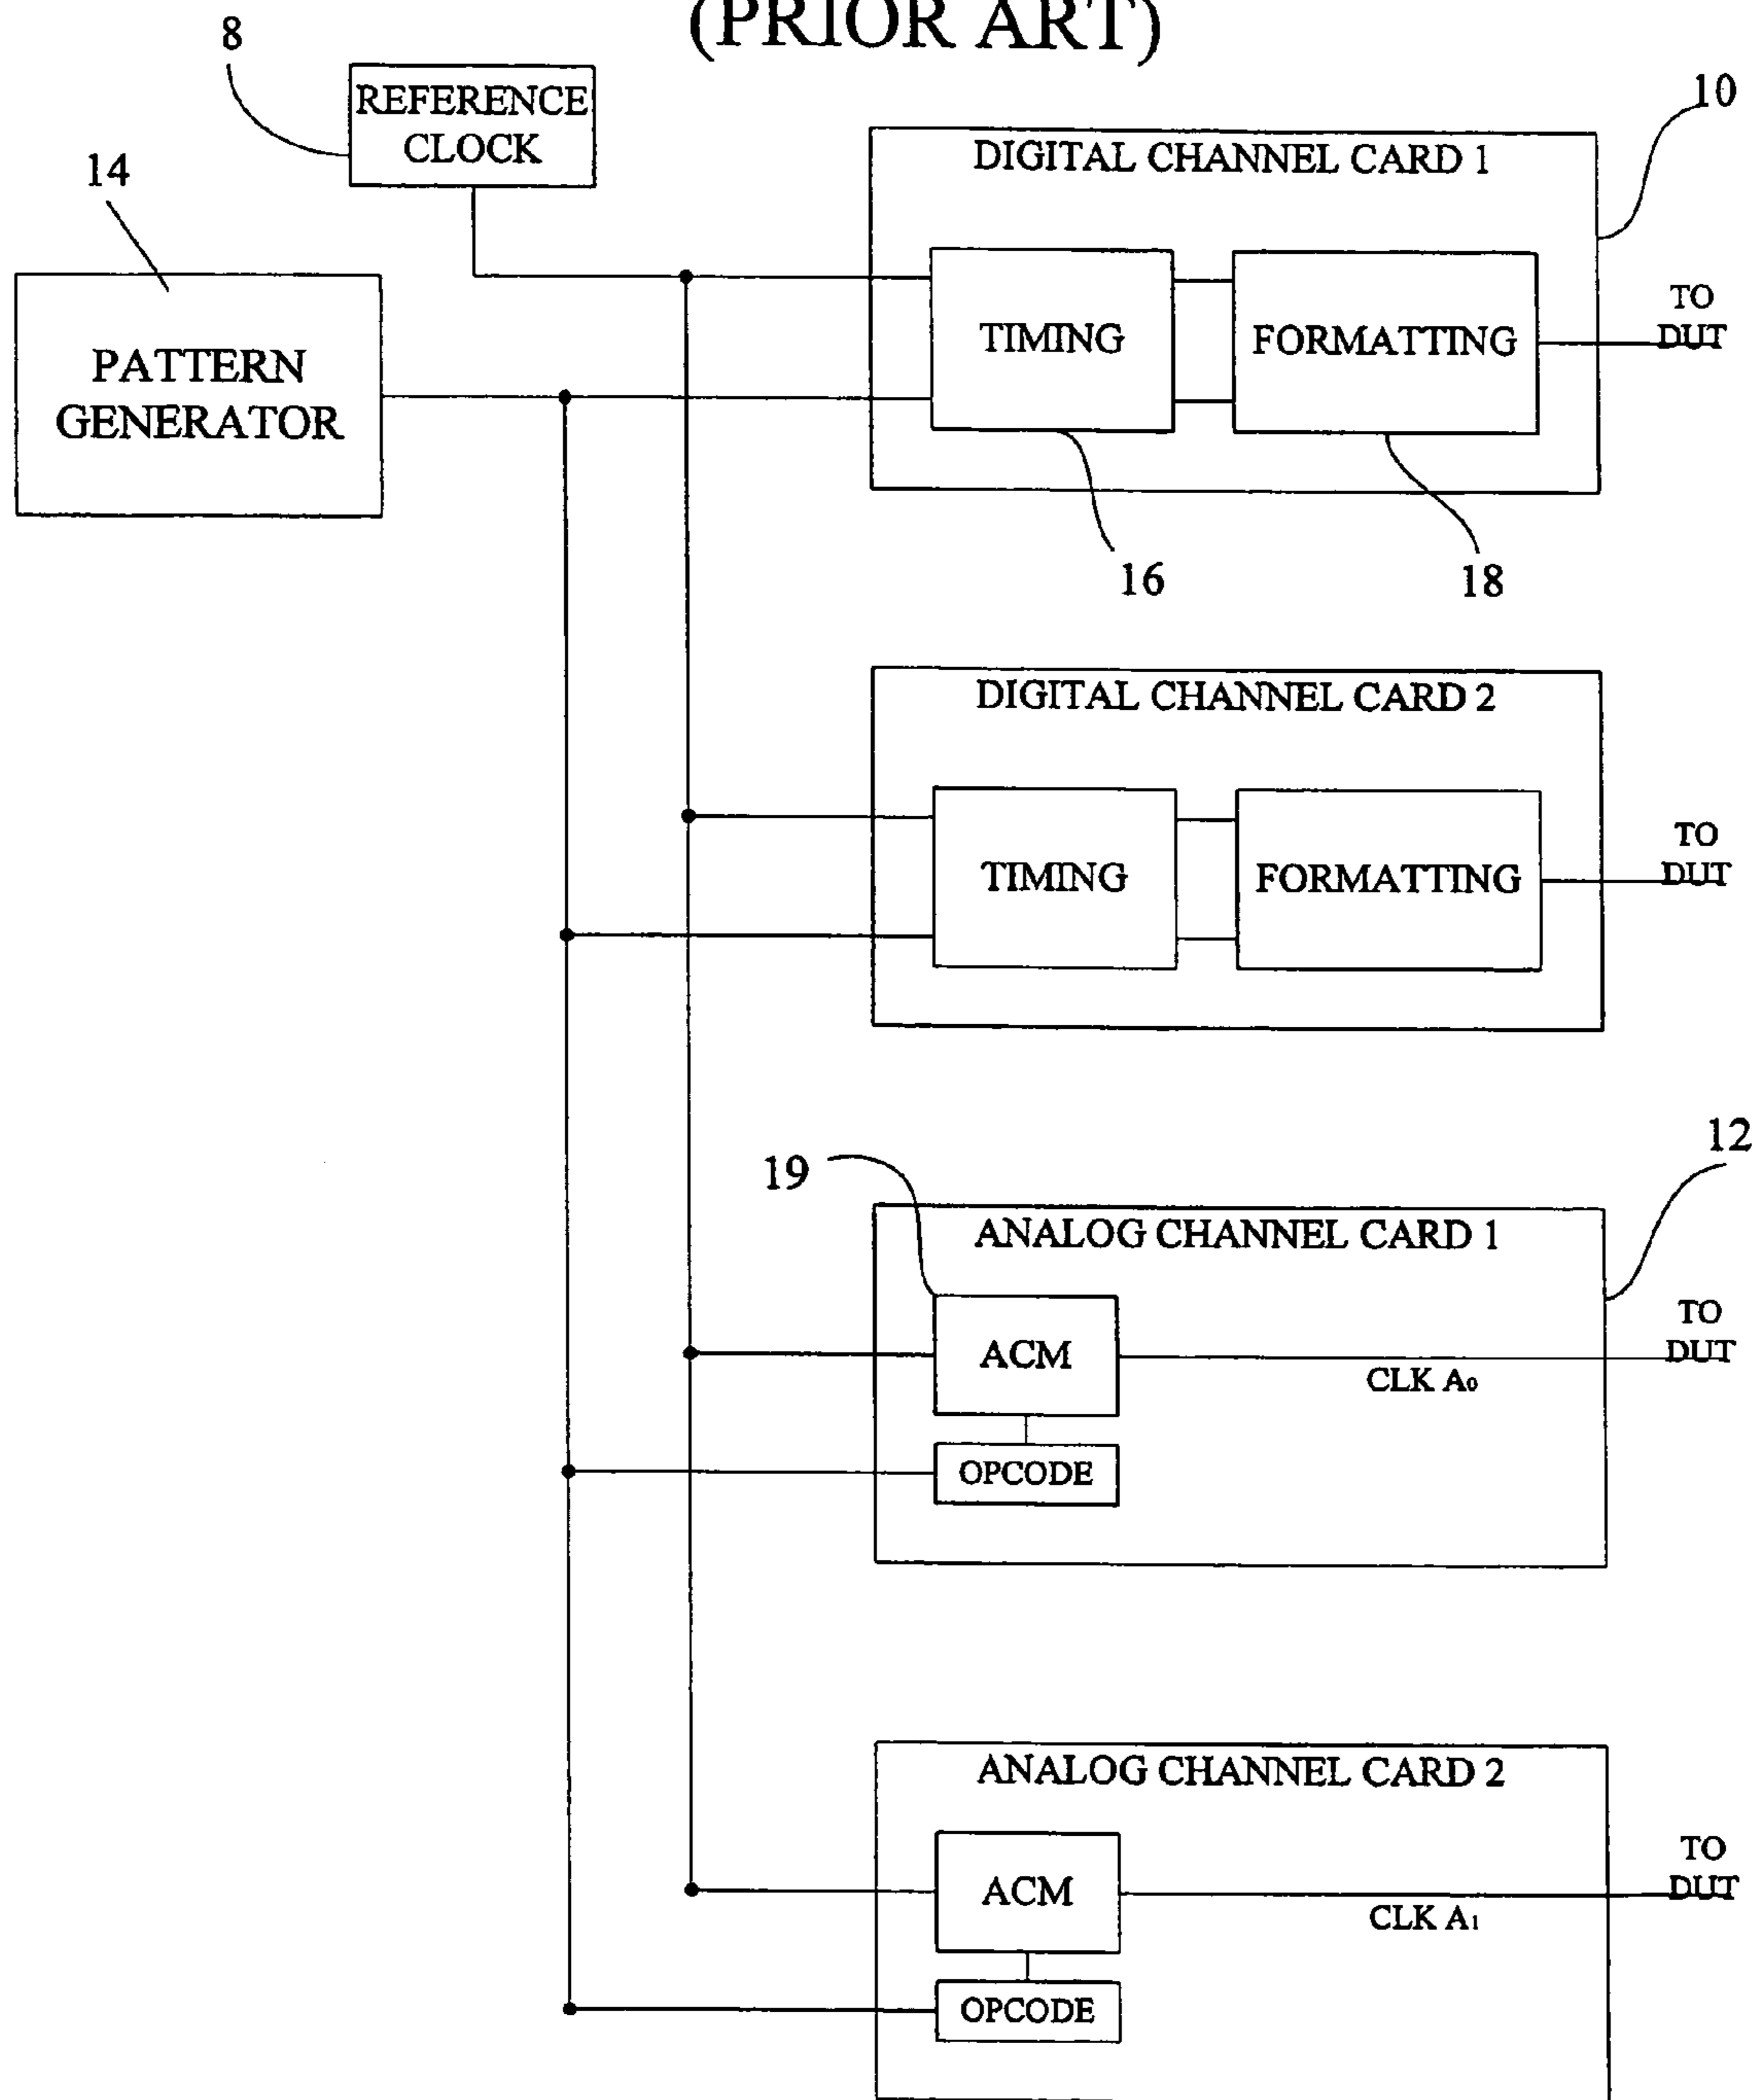 (PRIOR ART)
8
REFERENCE
CLOCK
14
PATTERN
GENERATOR
10
DIGITAL CHANNEL CARD 1
TIMING
FORMATTING
TO
DUT
16
18
DIGITAL CHANNEL CARD 2
TIMING
FORMATTING
TO
DUT
12
19
ANALOG CHANNEL CARD 1
ACM
CLK A₀
TO
DUT
OPCODE
ANALOG CHANNEL CARD 2
ACM
CLK A₁
TO
DUT
OPCODE